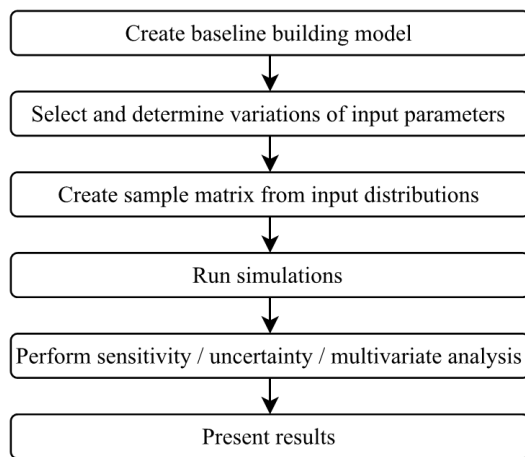 Create baseline building model
Select and determine variations of input parameters
Create sample matrix from input distributions
Run simulations
Perform sensitivity / uncertainty / multivariate analysis
Present results